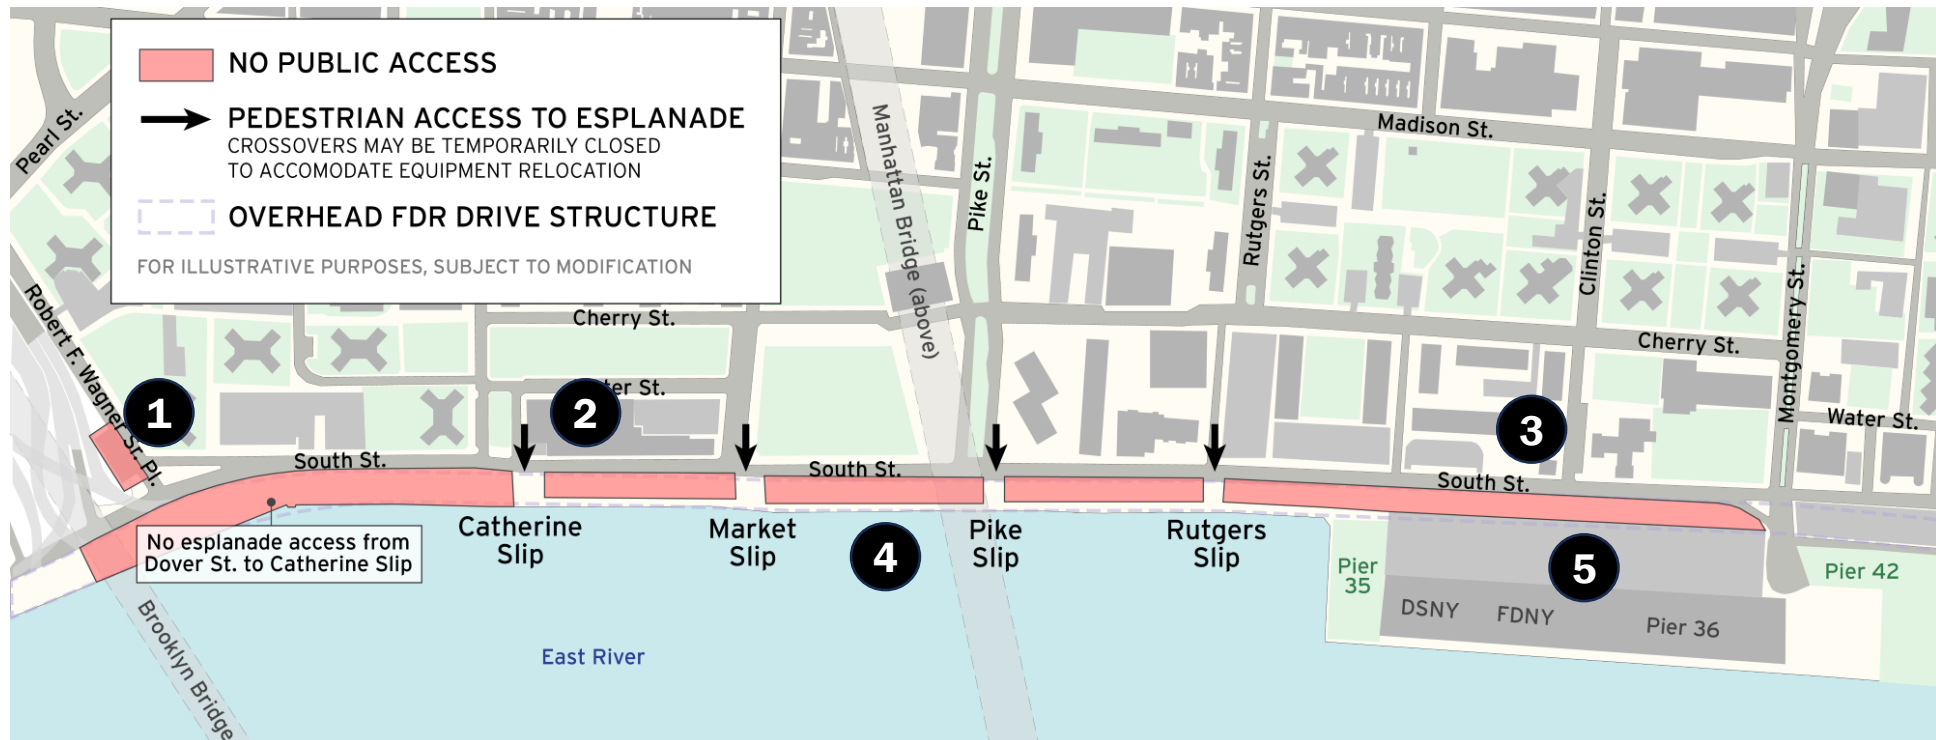 NO PUBLIC ACCESS
PEDESTRIAN ACCESS TO ESPLANADE
CROSSOVERS MAY BE TEMPORARILY CLOSED
TO ACCOMODATE EQUIPMENT RELOCATION
OVERHEAD FDR DRIVE STRUCTURE
FOR ILLUSTRATIVE PURPOSES, SUBJECT TO MODIFICATION
Pearl St.
Manhattan Bridge (above)
Pike St.
Madison St.
Rutgers St.
Clinton St.
Montgomery St.
Robert F. Wagner Sr. Pl.
Cherry St.
Cherry St.
1
2
ter St.
3
Water St.
South St.
South St.
South St.
No esplanade access from
Dover St. to Catherine Slip
Catherine
Slip
Market
Slip
4
Pike
Slip
Rutgers
Slip
Pier
35
5
Pier 42
DSNY
FDNY
Pier 36
Brooklyn Bridge
East River